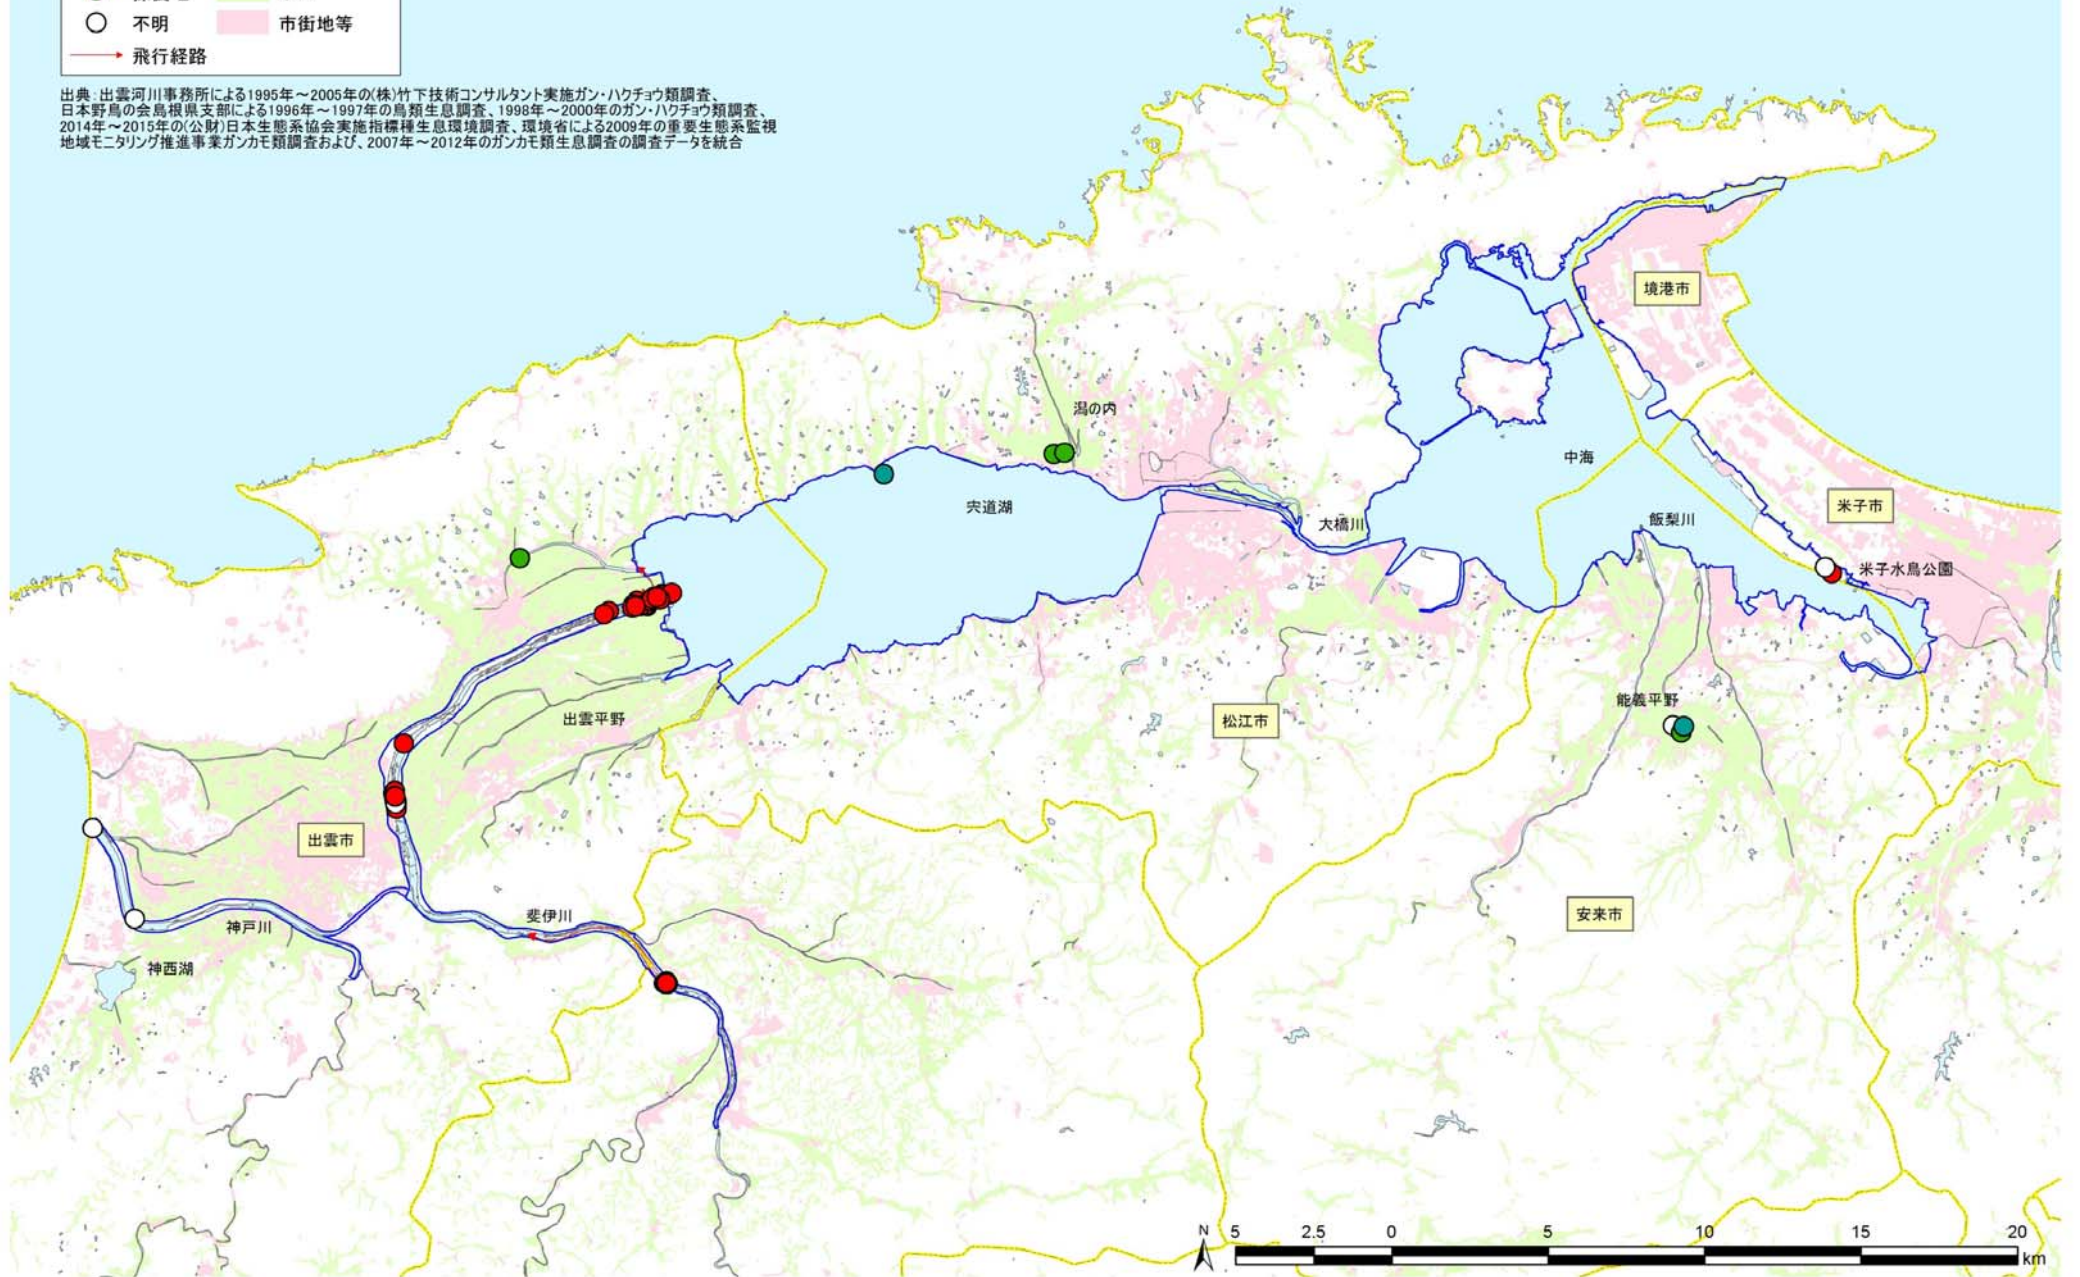 不明
市街地等
飛行経路
出典:出雲河川事務所による1995年～2005年の(株)竹下技術コンサルタント実施ガン・ハクチョウ類調査、
日本野鳥の会島根県支部による1996年～1997年の鳥類生息調査、1998年～2000年のガン・ハクチョウ類調査、
2014年～2015年の(公財)日本生態系協会実施指標種生息環境調査、環境省による2009年の重要生態系監視
地域モニタリング推進事業ガンカモ類調査および、2007年～2012年のガンカモ類生息調査の調査データを統合
境港市
潟の内
中海
宍道湖
米子市
大橋川
飯梨川
米子水鳥公園
能義平野
出雲平野
松江市
出雲市
斐伊川
安来市
神戸川
神西湖
N 5 2.5 0 5 10 15 20
km